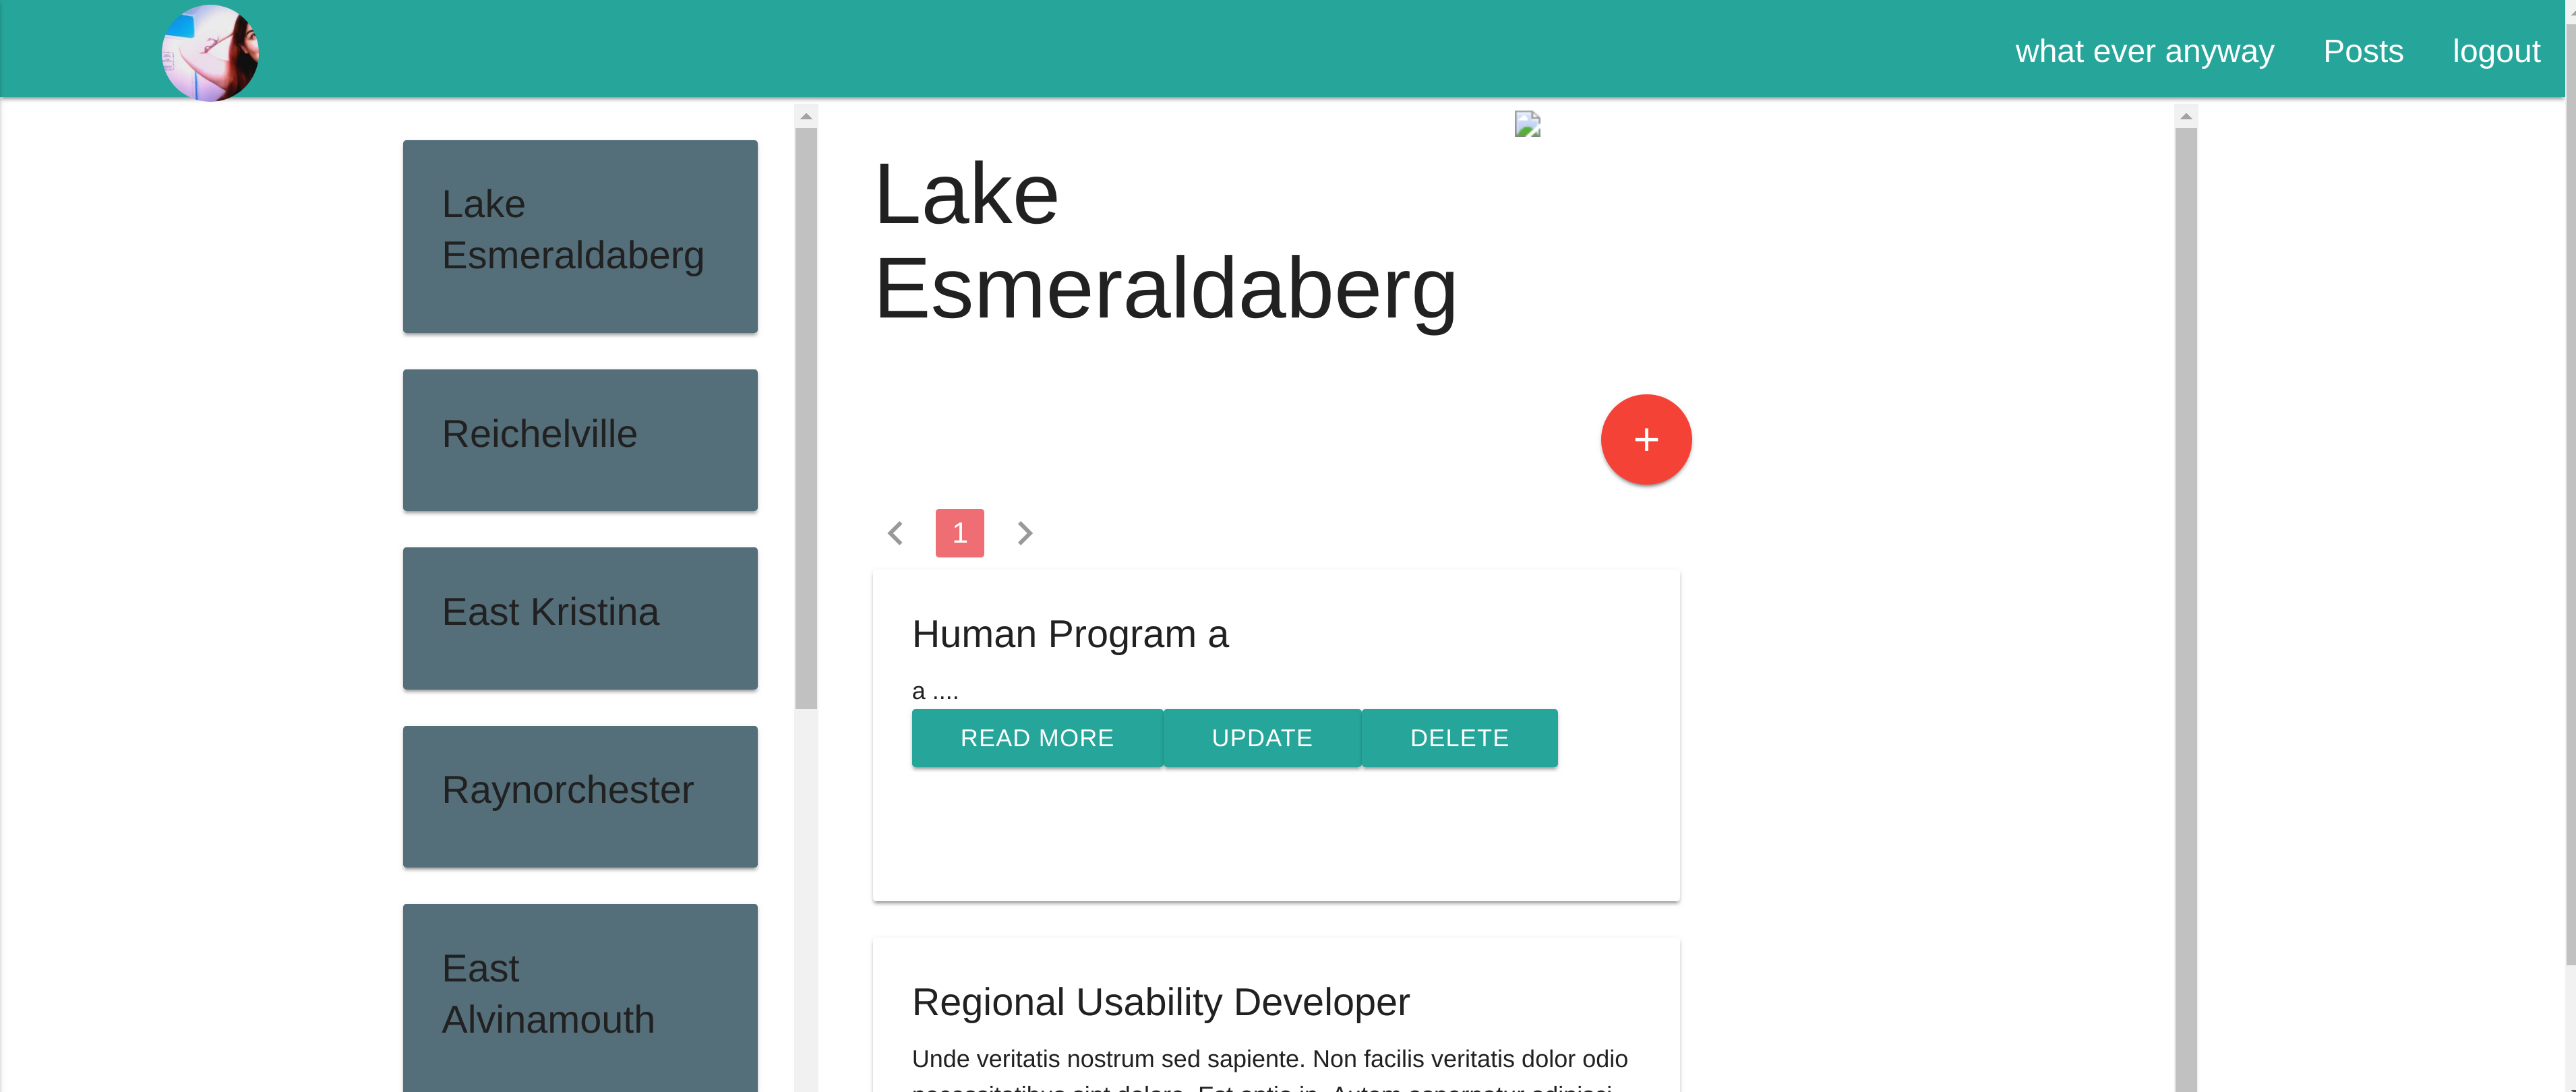 what ever anyway Posts logout
Lake
Esmeraldaberg
Reichelville
East Kristina
Raynorchester
East
Alvinamouth
Lake
Esmeraldaberg
+
1
Human Program a
a ....
READ MORE UPDATE DELETE
Regional Usability Developer
Unde veritatis nostrum sed sapiente. Non facilis veritatis dolor odio